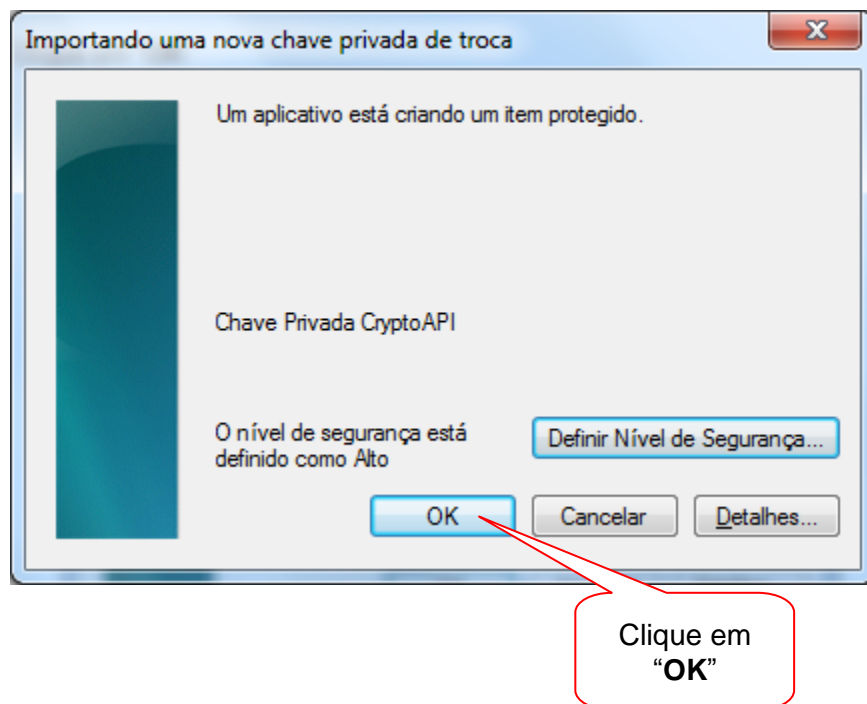 Importando uma nova chave privada de troca
Um aplicativo está criando um item protegido.
Chave Privada CryptoAPI
O nível de segurança está
definido como Alto
Definir Nível de Segurança...
OK
Cancelar
Detalhes...
Clique em
“OK”